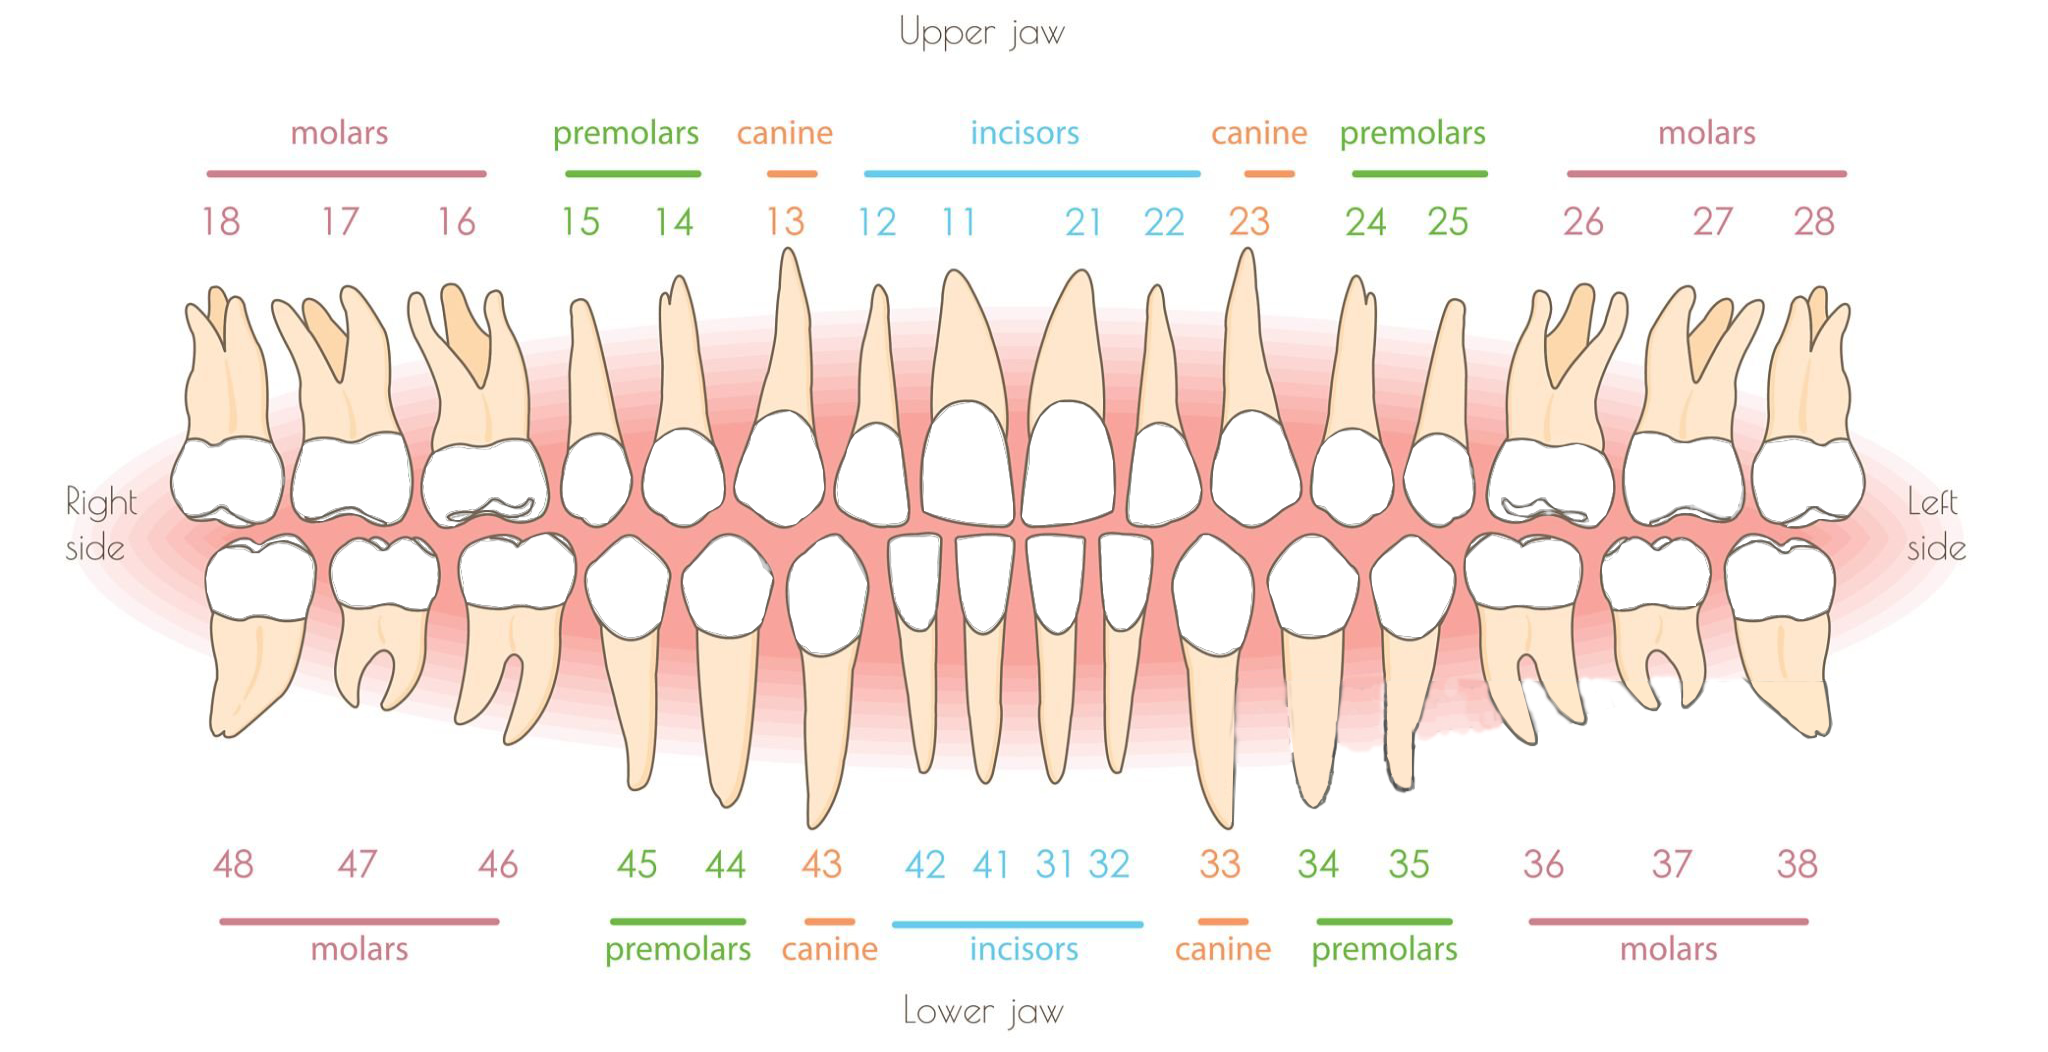 Upper jaw
molars premolars canine incisors canine premolars molars
18 17 16 15 14 13 12 11 21 22 23 24 25 26 27 28
Right
side
Left
side
48 47 46 45 44 43 42 41 31 32 33 34 35 36 37 38
molars premolars canine incisors canine premolars molars
Lower jaw